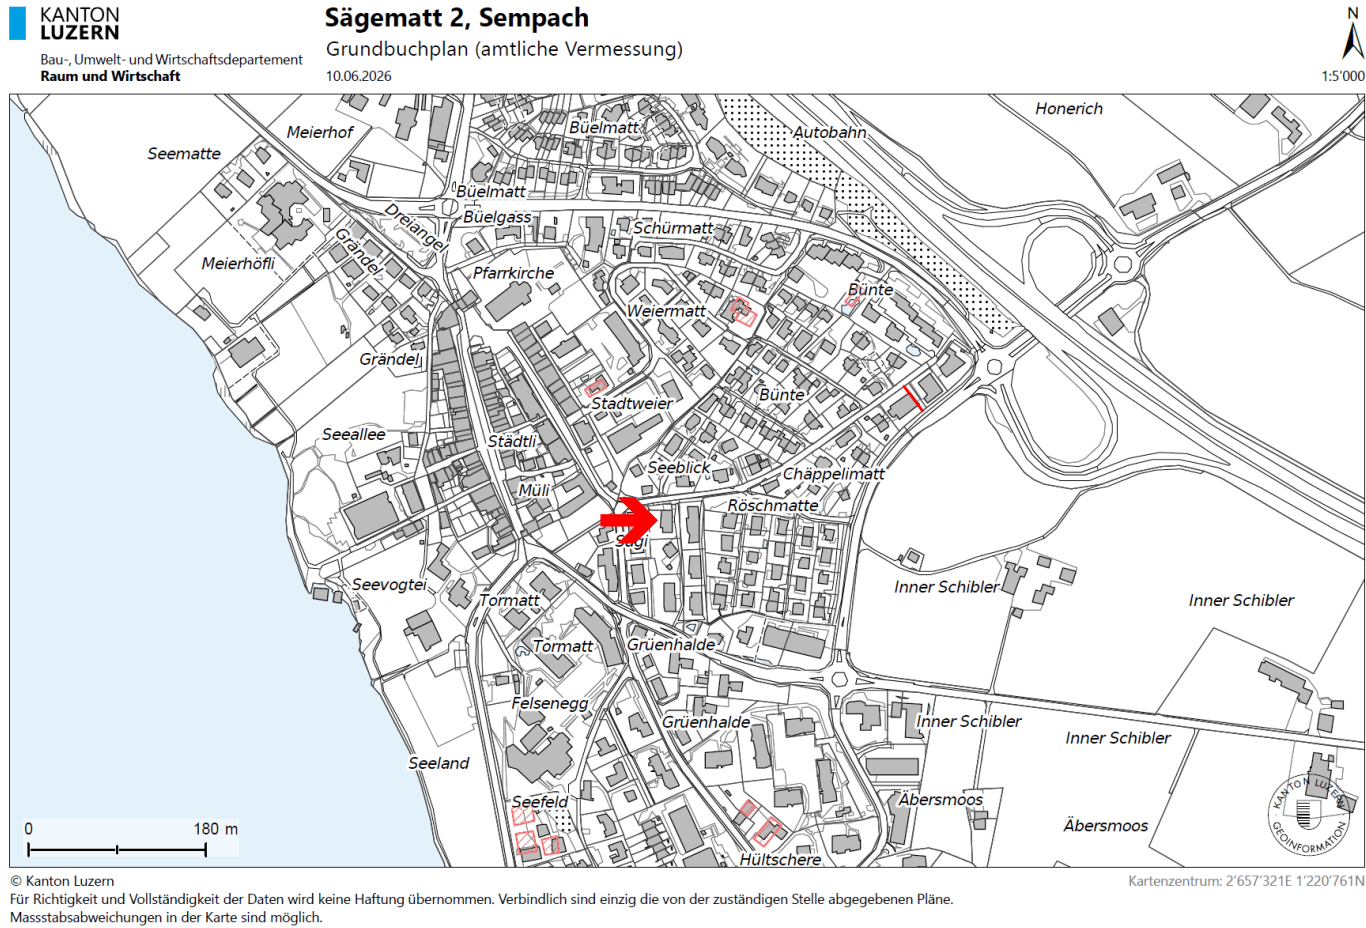 KANTON
LUZERN
Bau-, Umwelt- und Wirtschaftsdepartement
Raum und Wirtschaft
Sägematt 2, Sempach
Grundbuchplan (amtliche Vermessung)
10.06.2026
N
1:5'000
Honerich
Büelmatt
Meierhof
Autobahn
Seematte
Büelmatt
Dreiangel
Büelgass
Schürmatt
Grändel
Meierhöfli
Pfarrkirche
Bünte
Weiermatt
Grändel
Bünte
Stadtweier
Seeallee
Städtli
Seeblick
Chäppelimatt
Müli
Röschmatte
Sagi
Seevogtei
Inner Schibler
Tormatt
Inner Schibler
Tormatt
Grüenhalde
Felsenegg
Grüenhalde
Inner Schibler
Inner Schibler
Seeland
Seefeld
Äbersmoos
Äbersmoos
Hültschere
KANTON LUZERN
GEOINFORMATION
0 180 m
© Kanton Luzern
Kartenzentrum: 2'657'321E 1'220'761N
Für Richtigkeit und Vollständigkeit der Daten wird keine Haftung übernommen. Verbindlich sind einzig die von der zuständigen Stelle abgegebenen Pläne.
Massstabsabweichungen in der Karte sind möglich.